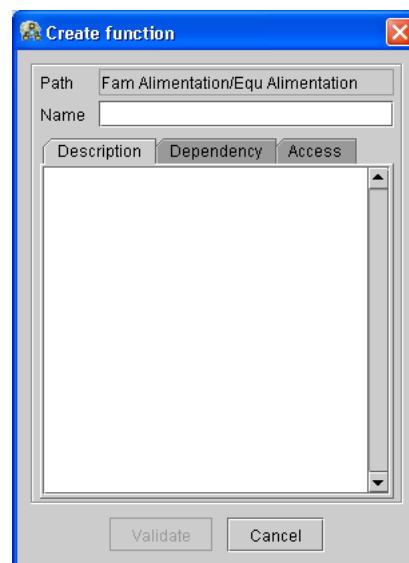 Create function
Path Fam Alimentation/Equ Alimentation
Name
Description Dependency Access
Validate Cancel